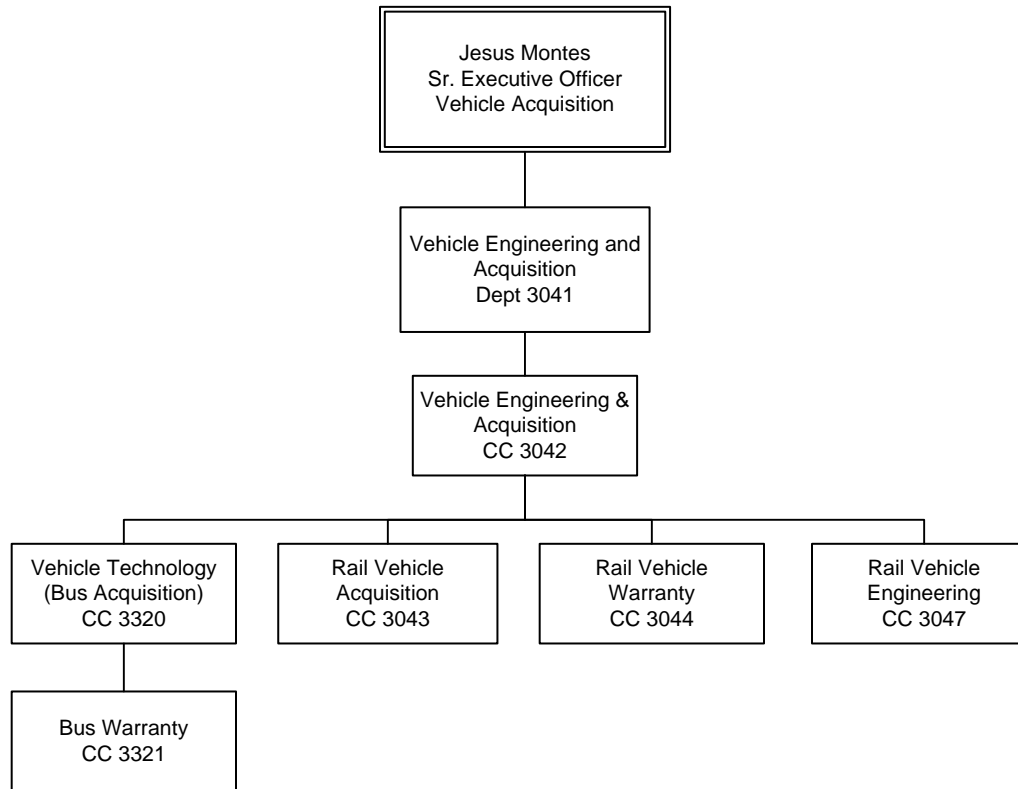 Jesus Montes
Sr. Executive Officer
Vehicle Acquisition
Vehicle Engineering and
Acquisition
Dept 3041
Vehicle Engineering &
Acquisition
CC 3042
Vehicle Technology
(Bus Acquisition)
CC 3320
Rail Vehicle
Acquisition
CC 3043
Rail Vehicle
Warranty
CC 3044
Rail Vehicle
Engineering
CC 3047
Bus Warranty
CC 3321